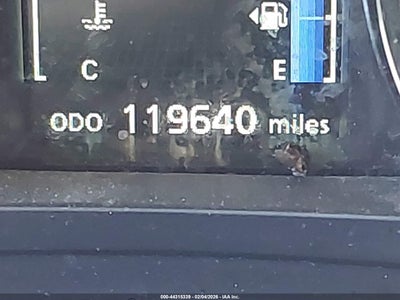 C E
ODO 119640 miles
000-44315339 - 02/04/2026 - IAA Inc.